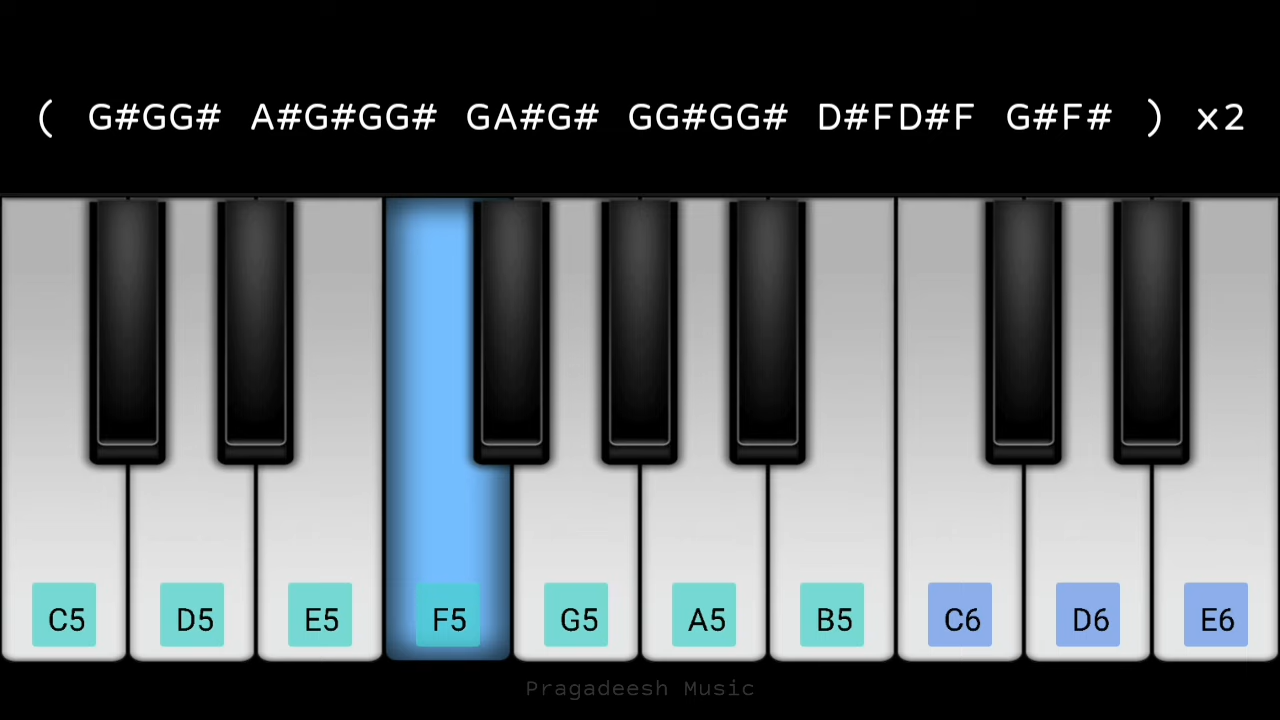 ( G#GG# A#G#GG# GA#G# GG#GG# D#FD#F G#F# ) x2
C5 D5 E5 F5 G5 A5 B5 C6 D6 E6
Pragadeesh Music